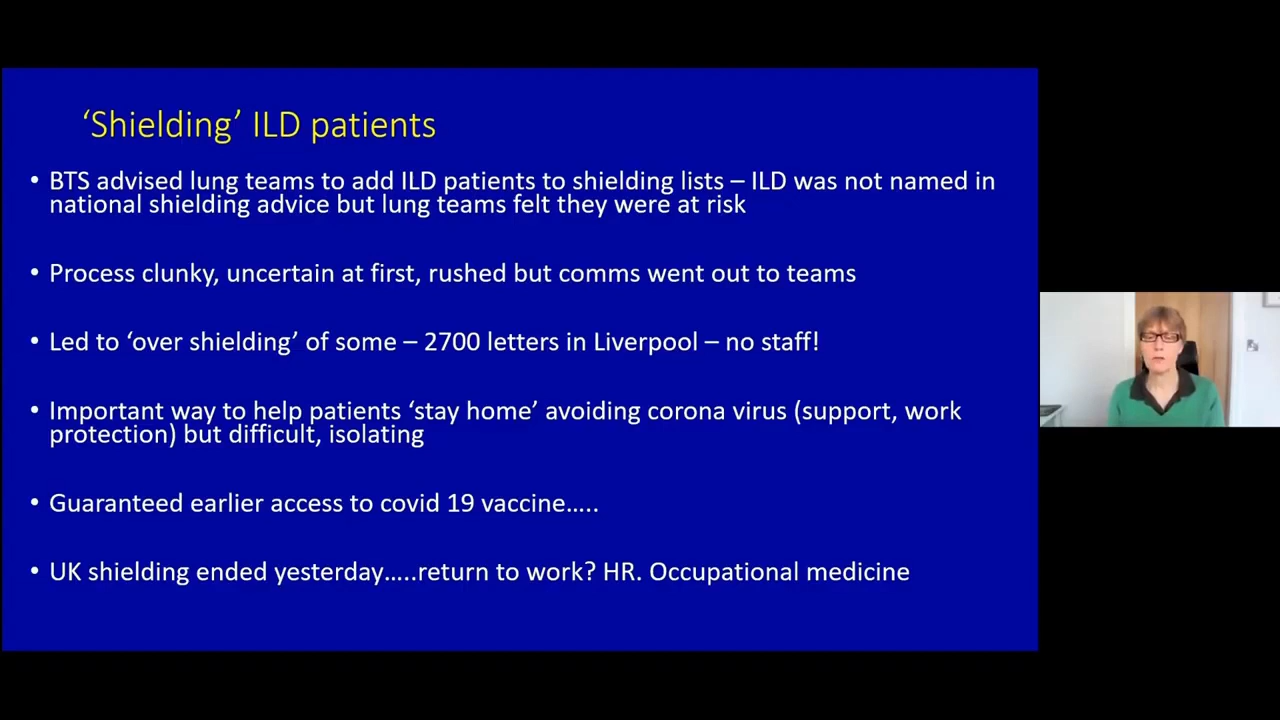 ‘Shielding’ ILD patients
• BTS advised lung teams to add ILD patients to shielding lists – ILD was not named in
national shielding advice but lung teams felt they were at risk
• Process clunky, uncertain at first, rushed but comms went out to teams
• Led to ‘over shielding’ of some – 2700 letters in Liverpool – no staff!
• Important way to help patients ‘stay home’ avoiding corona virus (support, work
protection) but difficult, isolating
• Guaranteed earlier access to covid 19 vaccine…..
• UK shielding ended yesterday…..return to work? HR. Occupational medicine